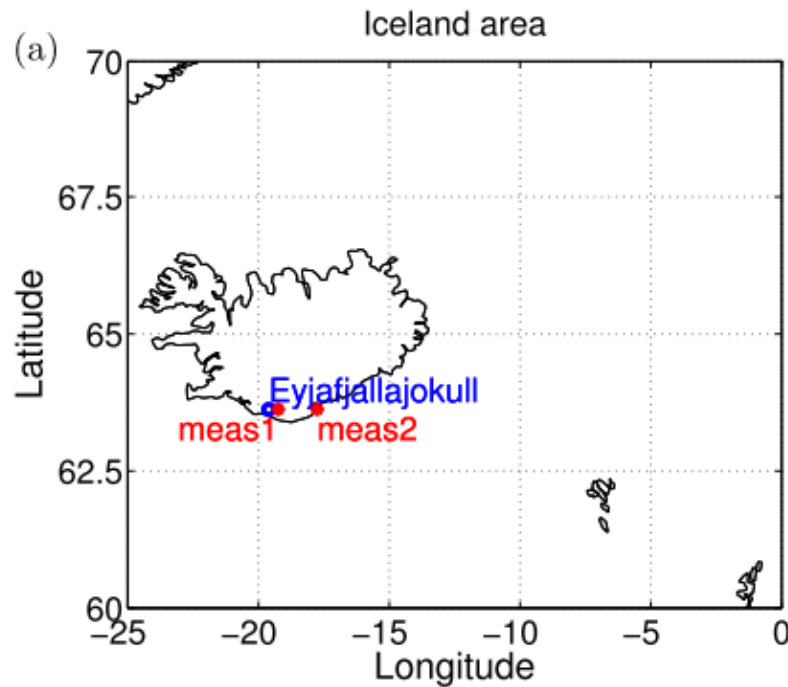 Iceland area
(a)
70
67.5
65
62.5
60
Latitude
Eyjafjallajokull
meas1 meas2
−25 −20 −15 −10 −5 0
Longitude